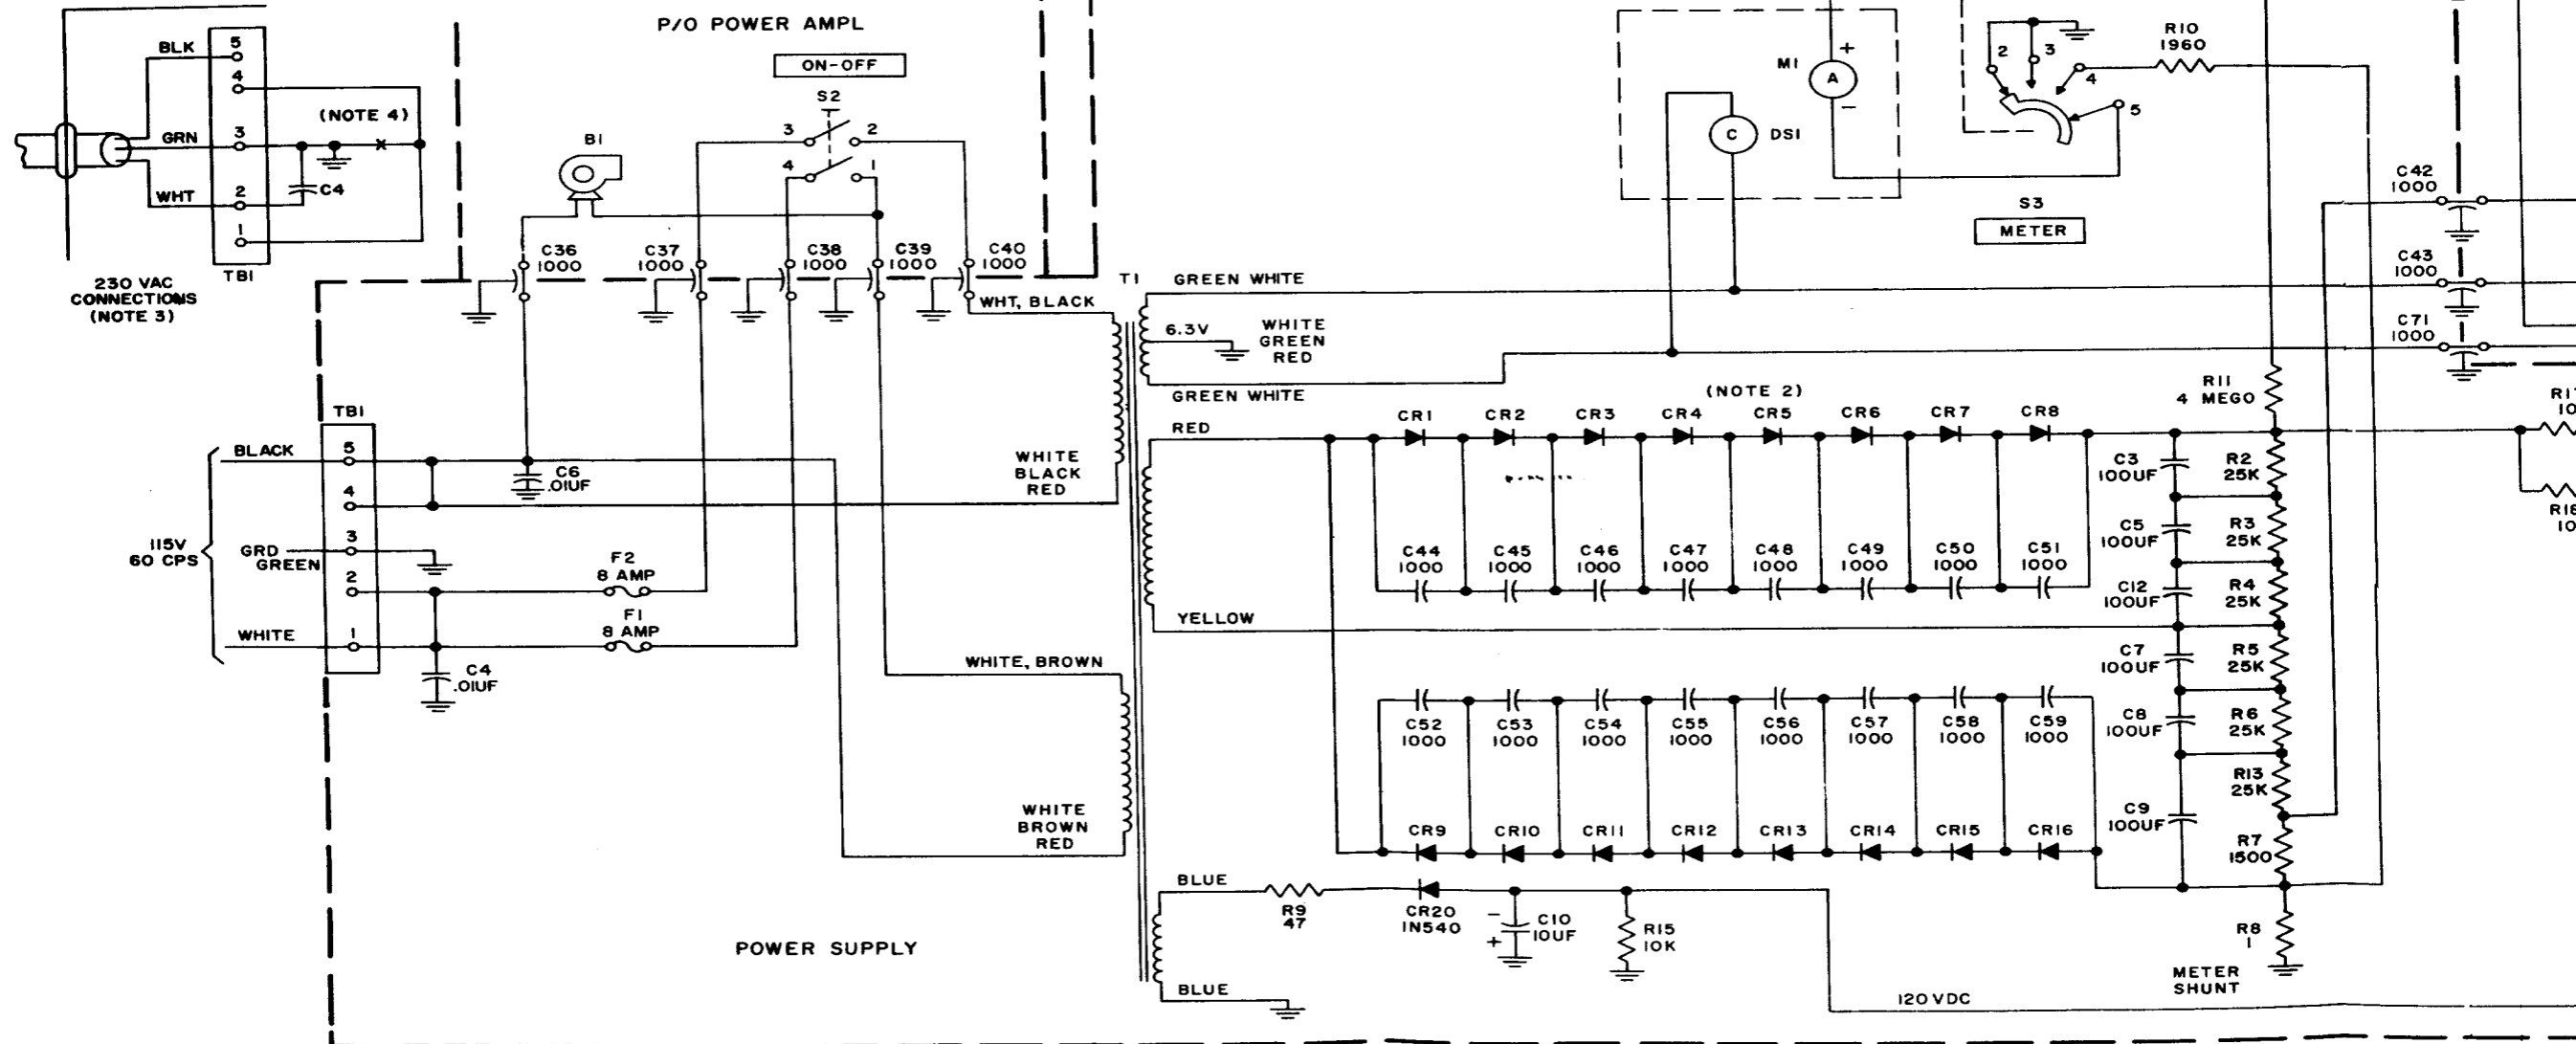 P/O POWER AMPL
ON-OFF
S2
3
2
4
1
B1
BLK
5
4
(NOTE 4)
GRN
3
WHT
2
C4
1
TB1
230 VAC
CONNECTIONS
(NOTE 3)
C36
1000
C37
1000
C38
1000
C39
1000
C40
1000
WHT, BLACK
T1
GREEN WHITE
6.3V
WHITE
GREEN
RED
GREEN WHITE
M1
+
A
-
C
DS1
2
3
4
5
R10
1960
S3
METER
C42
1000
C43
1000
C71
1000
TB1
BLACK
5
4
GRD
GREEN
3
2
WHITE
1
115V
60 CPS
C6
.01UF
F2
8 AMP
F1
8 AMP
C4
.01UF
WHITE
BLACK
RED
WHITE, BROWN
WHITE
BROWN
RED
RED
YELLOW
(NOTE 2)
CR1
CR2
CR3
CR4
CR5
CR6
CR7
CR8
C44
1000
C45
1000
C46
1000
C47
1000
C48
1000
C49
1000
C50
1000
C51
1000
C52
1000
C53
1000
C54
1000
C55
1000
C56
1000
C57
1000
C58
1000
C59
1000
CR9
CR10
CR11
CR12
CR13
CR14
CR15
CR16
R11
4 MEGO
C3
100UF
R2
25K
C5
100UF
R3
25K
C12
100UF
R4
25K
C7
100UF
R5
25K
C8
100UF
R6
25K
R13
25K
C9
100UF
R7
1500
R8
1
METER
SHUNT
BLUE
R9
47
CR20
1N540
-
+
C10
10UF
R15
10K
BLUE
120 VDC
POWER SUPPLY